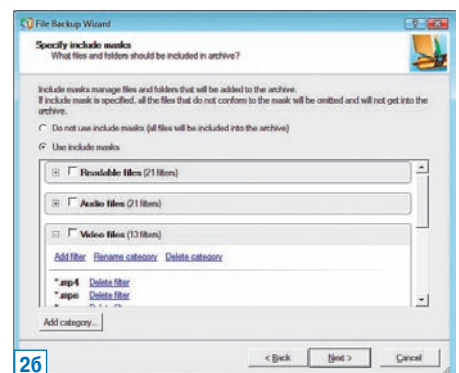 File Backup Wizard
Specify include masks
What files and folders should be included in archive?
Include masks manage files and folders that will be added to the archive.
If include mask is specified, all the files that do not conform to the mask will be omitted and will not get into the
archive.
Do not use include masks (all files will be included into the archive)
Use include masks
Readable files (21 filters)
Audio files (21 filters)
Video files (13 filters)
Add filter Rename category Delete category
*.mp4 Delete filter
*.mpe Delete filter
Add category...
< Back Next > Cancel
2б